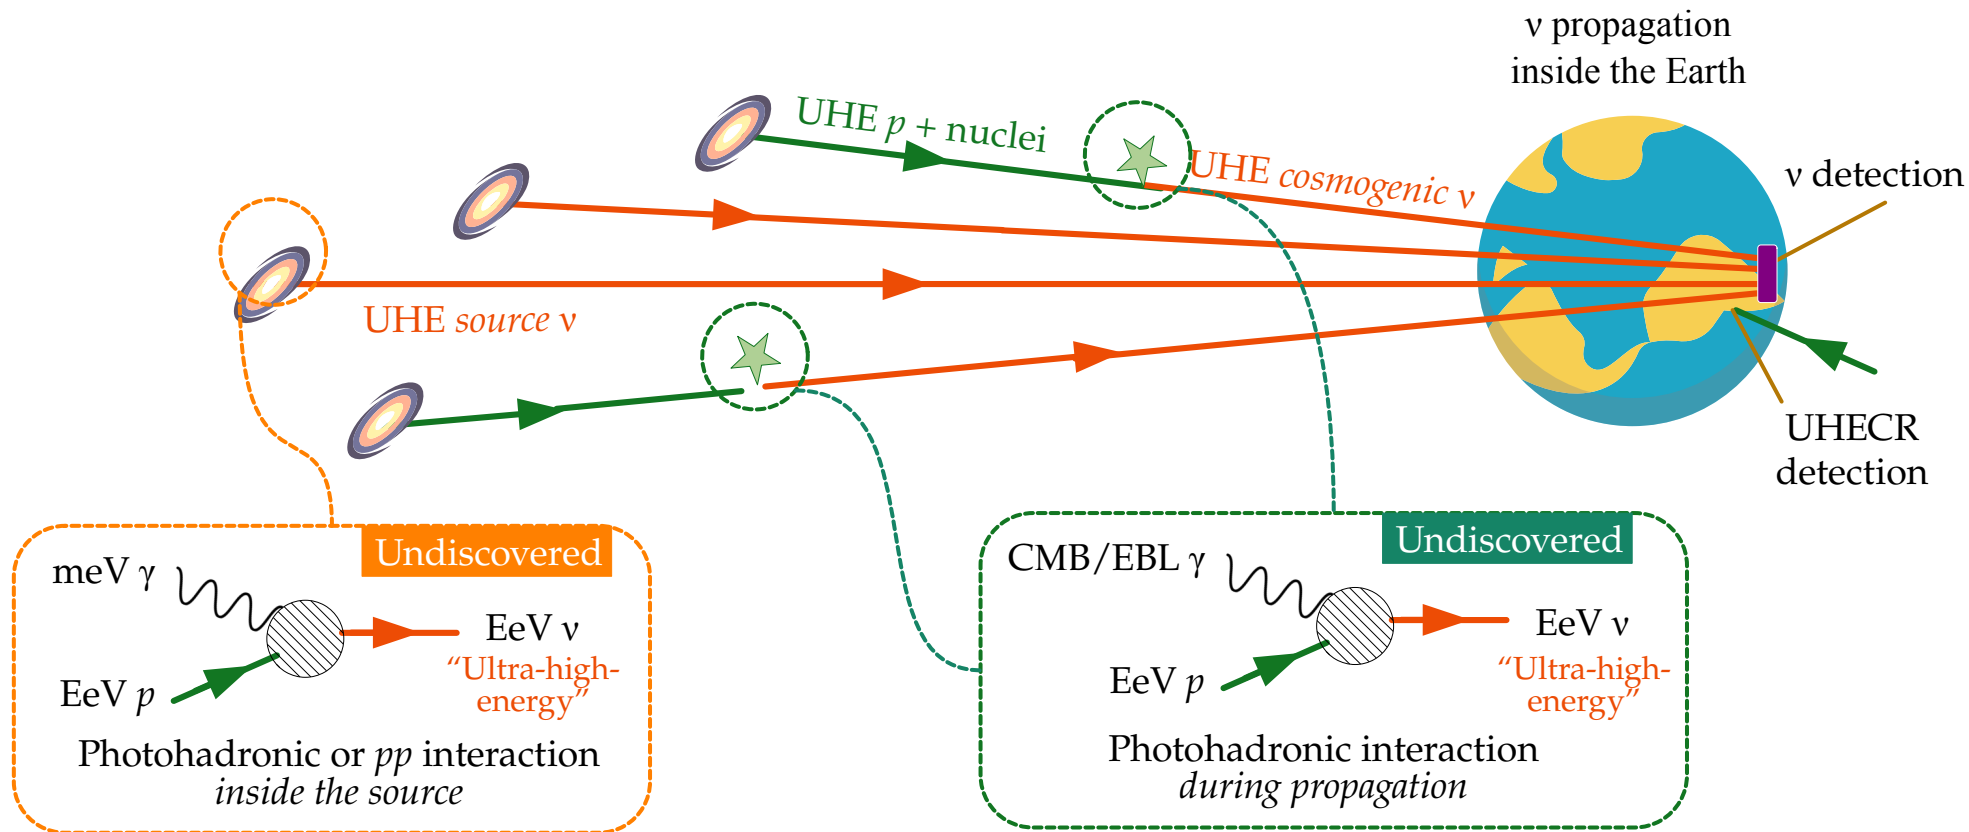 ν propagation
inside the Earth
UHE p + nuclei
UHE cosmogenic ν
ν detection
UHE source ν
UHECR
detection
Undiscovered
meV γ
EeV ν
“Ultra-high-
energy”
EeV p
Photohadronic or pp interaction
inside the source
Undiscovered
CMB/EBL γ
EeV ν
“Ultra-high-
energy”
EeV p
Photohadronic interaction
during propagation